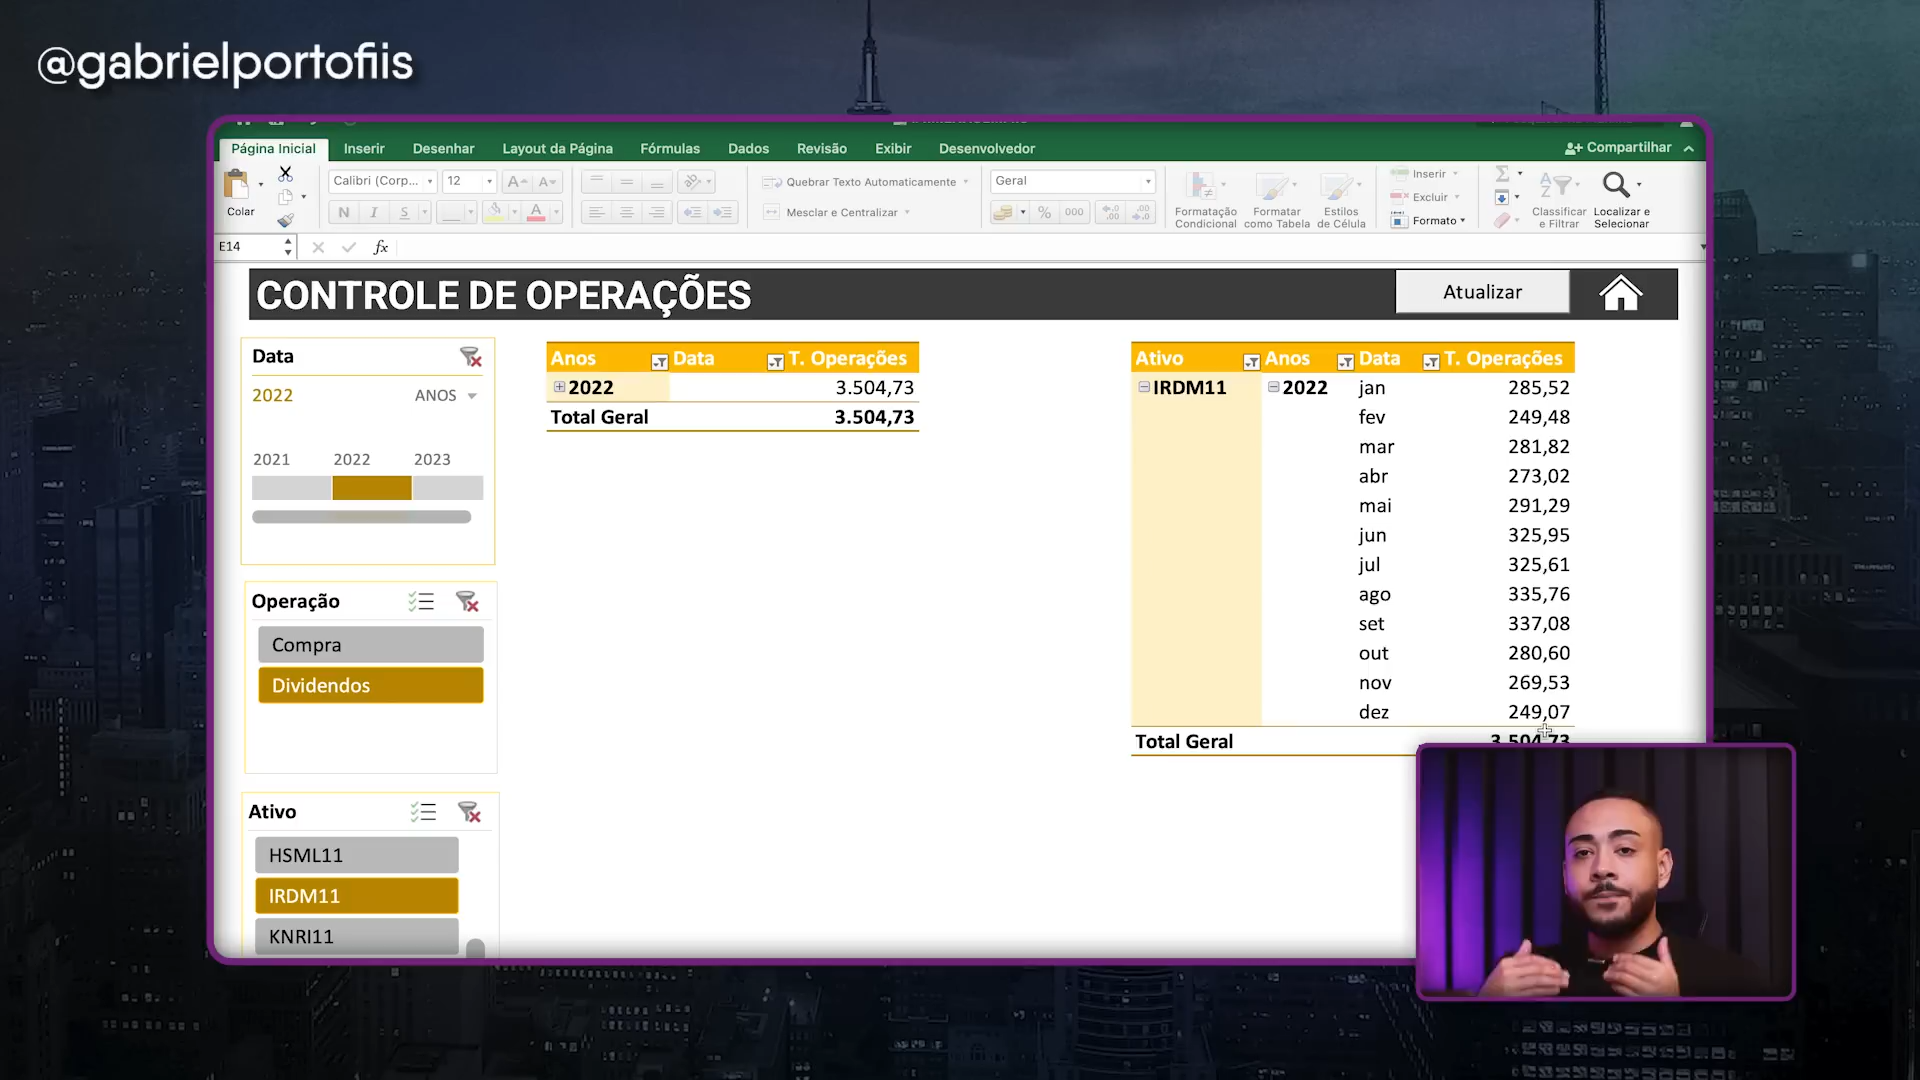 @gabrielportofiis
Página Inicial Inserir Desenhar Layout da Página Fórmulas Dados Revisão Exibir Desenvolvedor Compartilhar
Colar
Calibri (Corp... 12
N I S
Quebrar Texto Automaticamente
Mesclar e Centralizar
Geral
% 000
Formatação Condicional
Formatar como Tabela
Estilos de Célula
Inserir
Excluir
Formato
Classificar e Filtrar
Localizar e Selecionar
E14 fx
CONTROLE DE OPERAÇÕES Atualizar
Data
2022 ANOS
2021 2022 2023
Operação
Compra
Dividendos
Ativo
HSML11
IRDM11
KNRI11
Anos Data T. Operações
2022 3.504,73
Total Geral 3.504,73
Ativo Anos Data T. Operações
IRDM11 2022 jan 285,52
fev 249,48
mar 281,82
abr 273,02
mai 291,29
jun 325,95
jul 325,61
ago 335,76
set 337,08
out 280,60
nov 269,53
dez 249,07
Total Geral 3.504,73